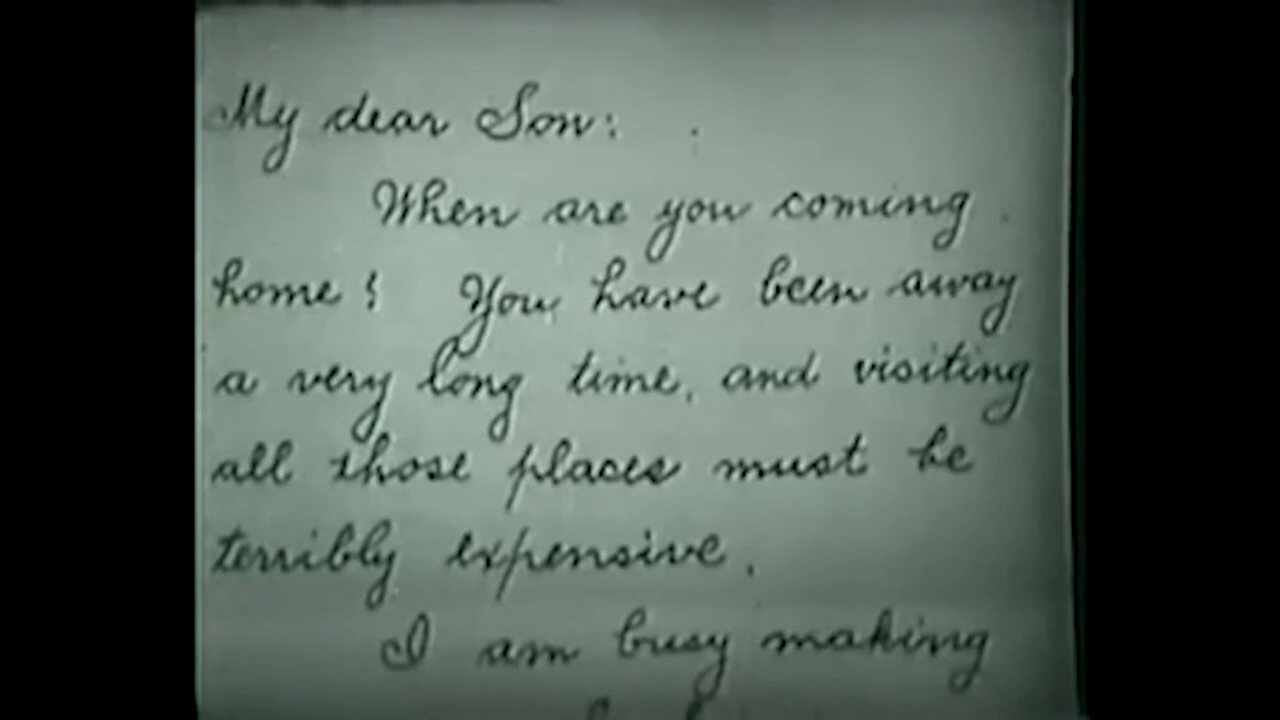 My dear Son:
When are you coming
home? You have been away
a very long time, and visiting
all those places must be
terribly expensive.
I am busy making